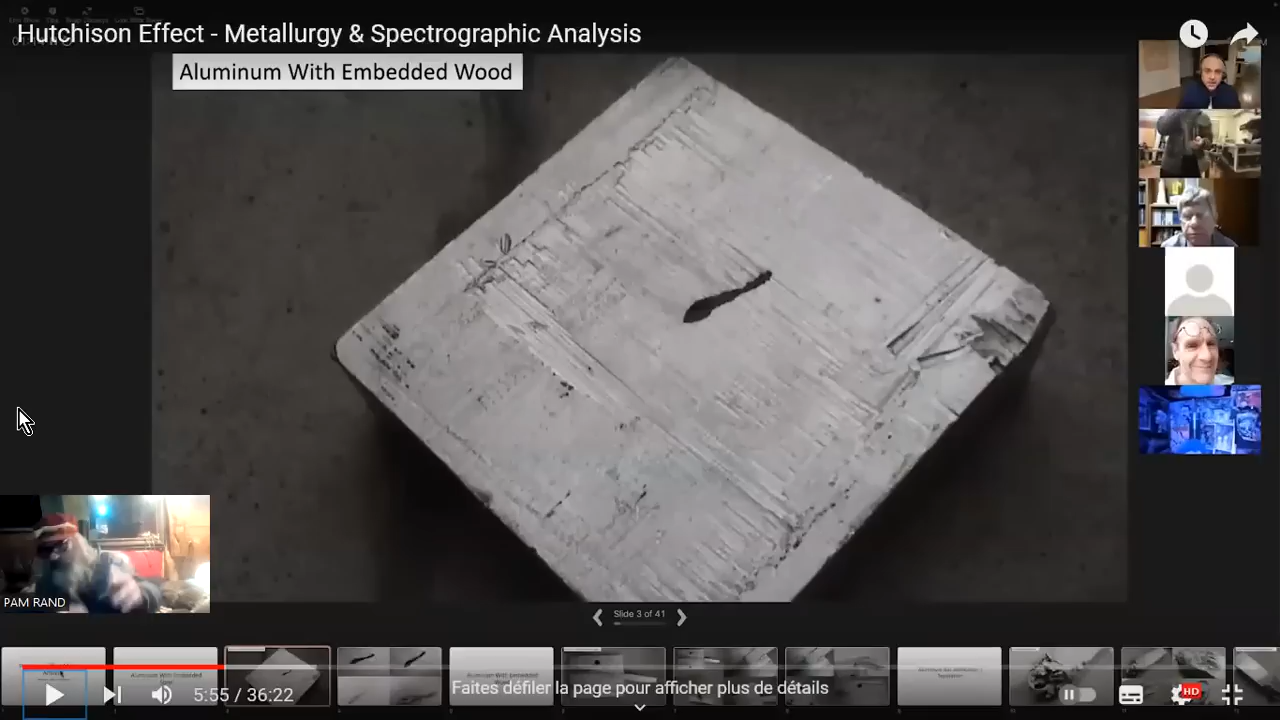 Hutchison Effect - Metallurgy & Spectrographic Analysis
Aluminum With Embedded Wood
PAM RAND
Slide 3 of 41
5:55 / 36:22
Faites défiler la page pour afficher plus de détails
HD